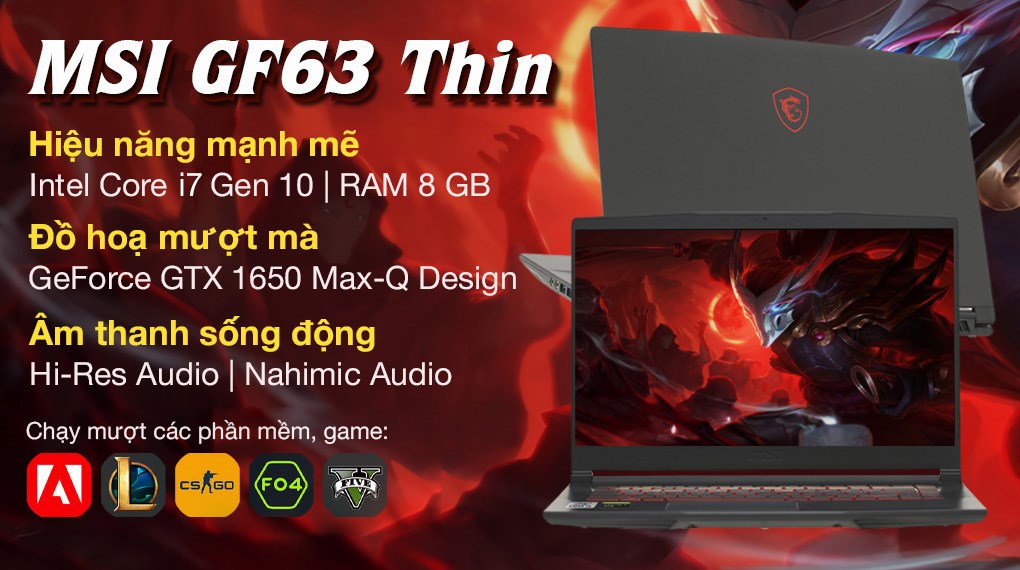 MSI GF63 Thin
Hiệu năng mạnh mẽ
Intel Core i7 Gen 10 | RAM 8 GB
Đồ hoạ mượt mà
GeForce GTX 1650 Max-Q Design
Âm thanh sống động
Hi-Res Audio | Nahimic Audio
Chạy mượt các phần mềm, game:
L CS GO FO4 V FIVE